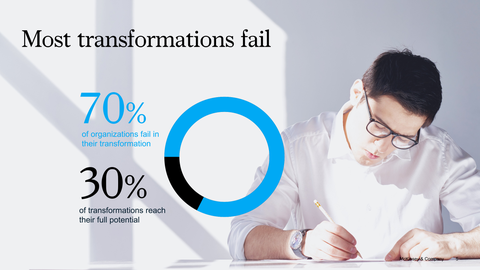 Most transformations fail
70%
of organizations fail in
their transformation
30%
of transformations reach
their full potential
McKinsey & Company